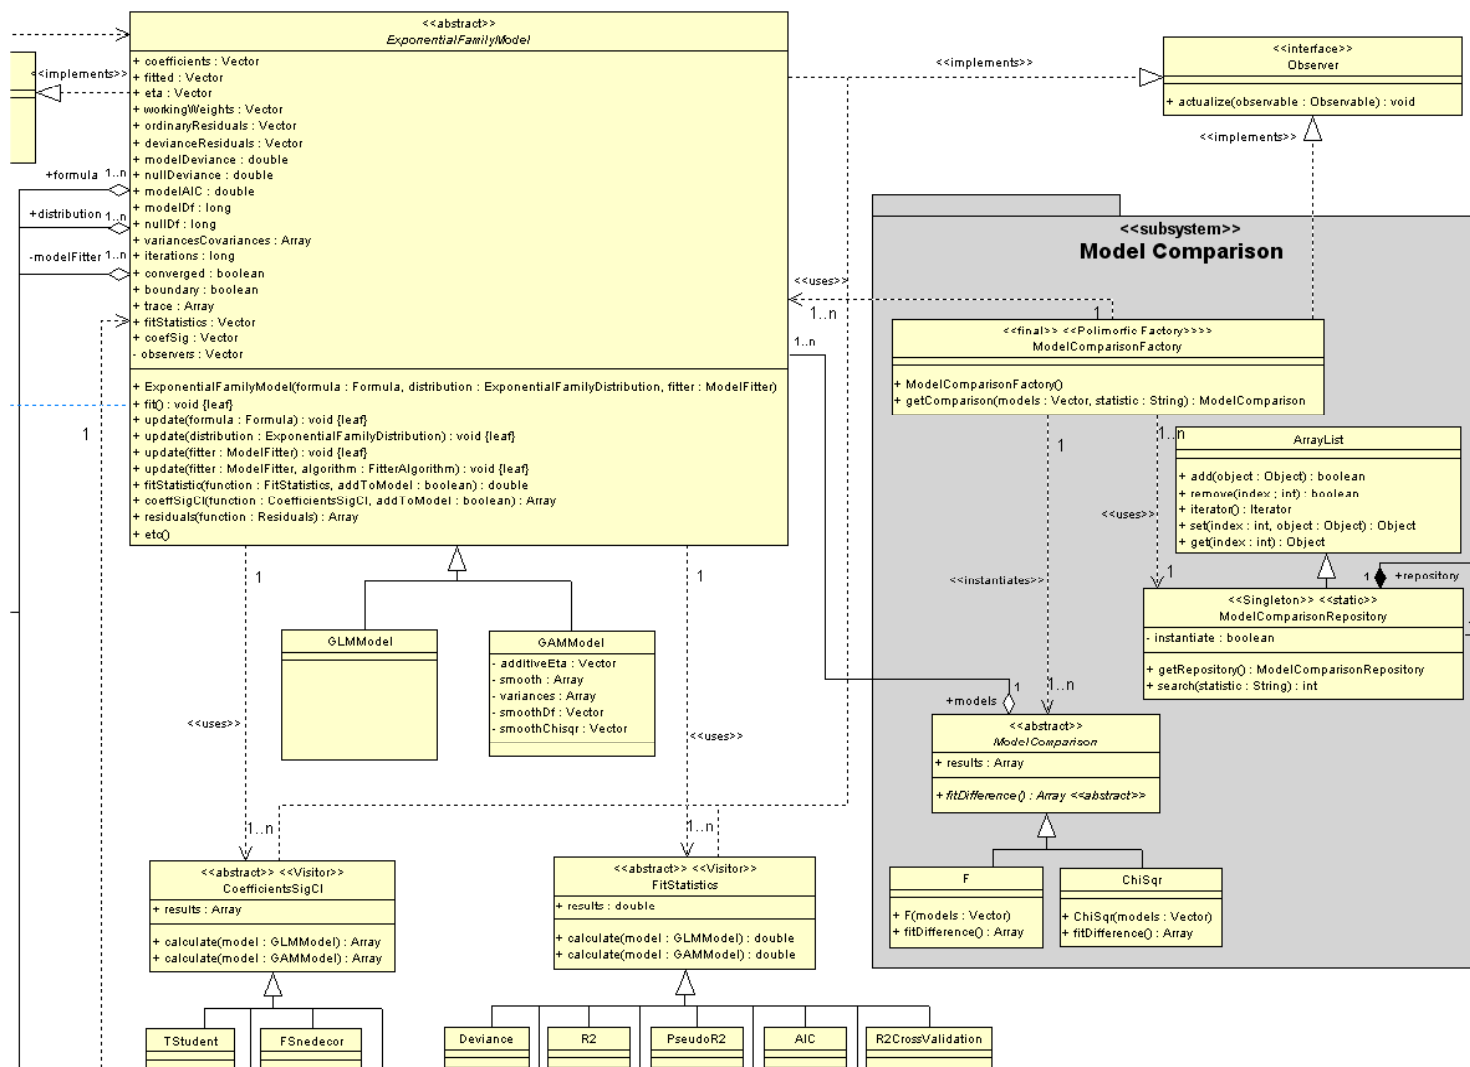 <<abstract>>
ExponentialFamilyModel
+ coefficients : Vector
+ fitted : Vector
+ eta : Vector
+ workingWeights : Vector
+ ordinaryResiduals : Vector
+ devianceResiduals : Vector
+ modelDeviance : double
+ nullDeviance : double
+ modelAIC : double
+ modelDf : long
+ nullDf : long
+ variancesCovariances : Array
+ iterations : long
+ converged : boolean
+ boundary : boolean
+ trace : Array
+ fitStatistics : Vector
+ coefSig : Vector
- observers : Vector
+ ExponentialFamilyModel(formula : Formula, distribution : ExponentialFamilyDistribution, fitter : ModelFitter)
+ fit() : void {leaf}
+ update(formula : Formula) : void {leaf}
+ update(distribution : ExponentialFamilyDistribution) : void {leaf}
+ update(fitter : ModelFitter) : void {leaf}
+ update(fitter : ModelFitter, algorithm : FitterAlgorithm) : void {leaf}
+ fitStatistic(function : FitStatistics, addToModel : boolean) : double
+ coeffSigCI(function : CoefficientsSigCI, addToModel : boolean) : Array
+ residuals(function : Residuals) : Array
+ etc()
<<implements>>
+formula 1..n
+distribution 1..n
-modelFitter 1..n
1
<<implements>>
<<interface>>
Observer
+ actualize(observable : Observable) : void
<<implements>>
<<subsystem>>
Model Comparison
<<uses>>
1..n
1
1..n
<<final>> <<Polimorfic Factory>>>>
ModelComparisonFactory
+ ModelComparisonFactory()
+ getComparison(models : Vector, statistic : String) : ModelComparison
1
1..n
ArrayList
+ add(object : Object) : boolean
+ remove(index : int) : boolean
+ iterator() : Iterator
+ set(index : int, object : Object) : Object
+ get(index : int) : Object
<<uses>>
<<instantiates>>
1
1 +repository
<<Singleton>> <<static>>
ModelComparisonRepository
- instantiate : boolean
+ getRepository() : ModelComparisonRepository
+ search(statistic : String) : int
1
1
GLMModel
GAMModel
- additiveEta : Vector
- smooth : Array
- variances : Array
- smoothDf : Vector
- smoothChisqr : Vector
<<uses>>
<<uses>>
+models 1
1..n
<<abstract>>
ModelComparison
+ results : Array
+ fitDifference() : Array <<abstract>>
F
+ F(models : Vector)
+ fitDifference() : Array
ChiSqr
+ ChiSqr(models : Vector)
+ fitDifference() : Array
1..n
1..n
<<abstract>> <<Visitor>>
CoefficientsSigCI
+ results : Array
+ calculate(model : GLMModel) : Array
+ calculate(model : GAMModel) : Array
<<abstract>> <<Visitor>>
FitStatistics
+ results : double
+ calculate(model : GLMModel) : double
+ calculate(model : GAMModel) : double
TStudent
FSnedecor
Deviance
R2
PseudoR2
AIC
R2CrossValidation